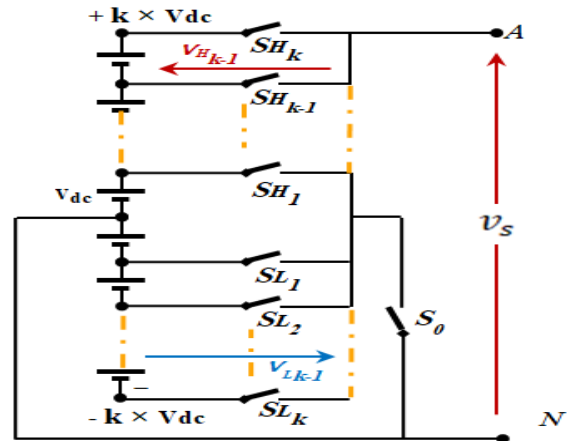 + k × Vdc
SHk
A
vHk-1
SHk-1
SH1
Vdc
vs
SL1
SL2
S0
vLk-1
–
SLk
N
- k × Vdc